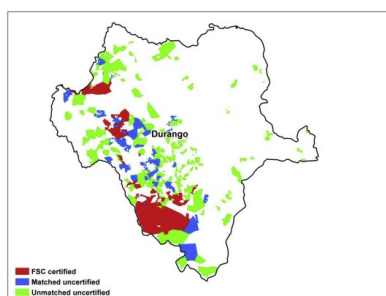 Durango
FSC certified
Matched uncertified
Unmatched uncertified